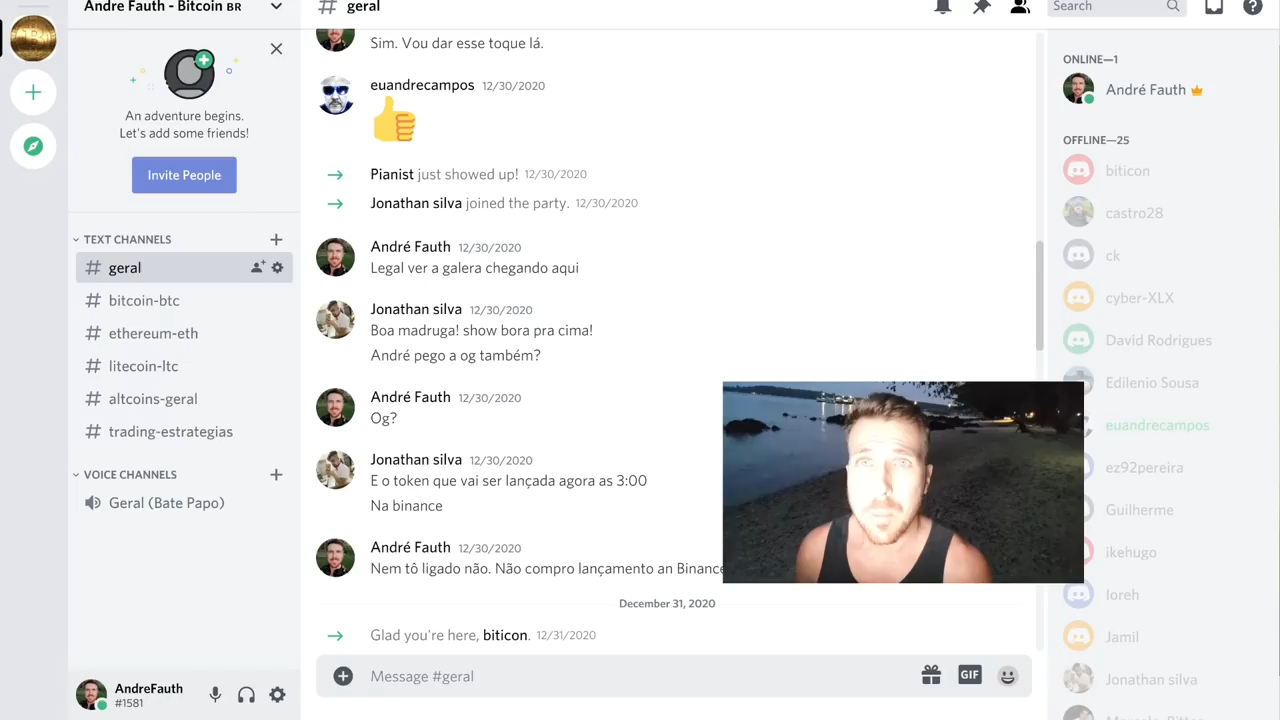 Andre Fauth - Bitcoin BR
An adventure begins.
Let's add some friends!
Invite People
TEXT CHANNELS
geral
bitcoin-btc
ethereum-eth
litecoin-ltc
altcoins-geral
trading-estrategias
VOICE CHANNELS
Geral (Bate Papo)
AndreFauth
#1581
# geral
Search
Sim. Vou dar esse toque lá.
euandrecampos 12/30/2020
Pianist just showed up! 12/30/2020
Jonathan silva joined the party. 12/30/2020
André Fauth 12/30/2020
Legal ver a galera chegando aqui
Jonathan silva 12/30/2020
Boa madruga! show bora pra cima!
André pego a og também?
André Fauth 12/30/2020
Og?
Jonathan silva 12/30/2020
E o token que vai ser lançada agora as 3:00
Na binance
André Fauth 12/30/2020
Nem tô ligado não. Não compro lançamento an Binance
December 31, 2020
Glad you're here, biticon. 12/31/2020
Message #geral
GIF
ONLINE—1
André Fauth
OFFLINE—25
biticon
castro28
ck
cyber-XLX
David Rodrigues
Edilenio Sousa
euandrecampos
ez92pereira
Guilherme
ikehugo
loreh
Jamil
Jonathan silva